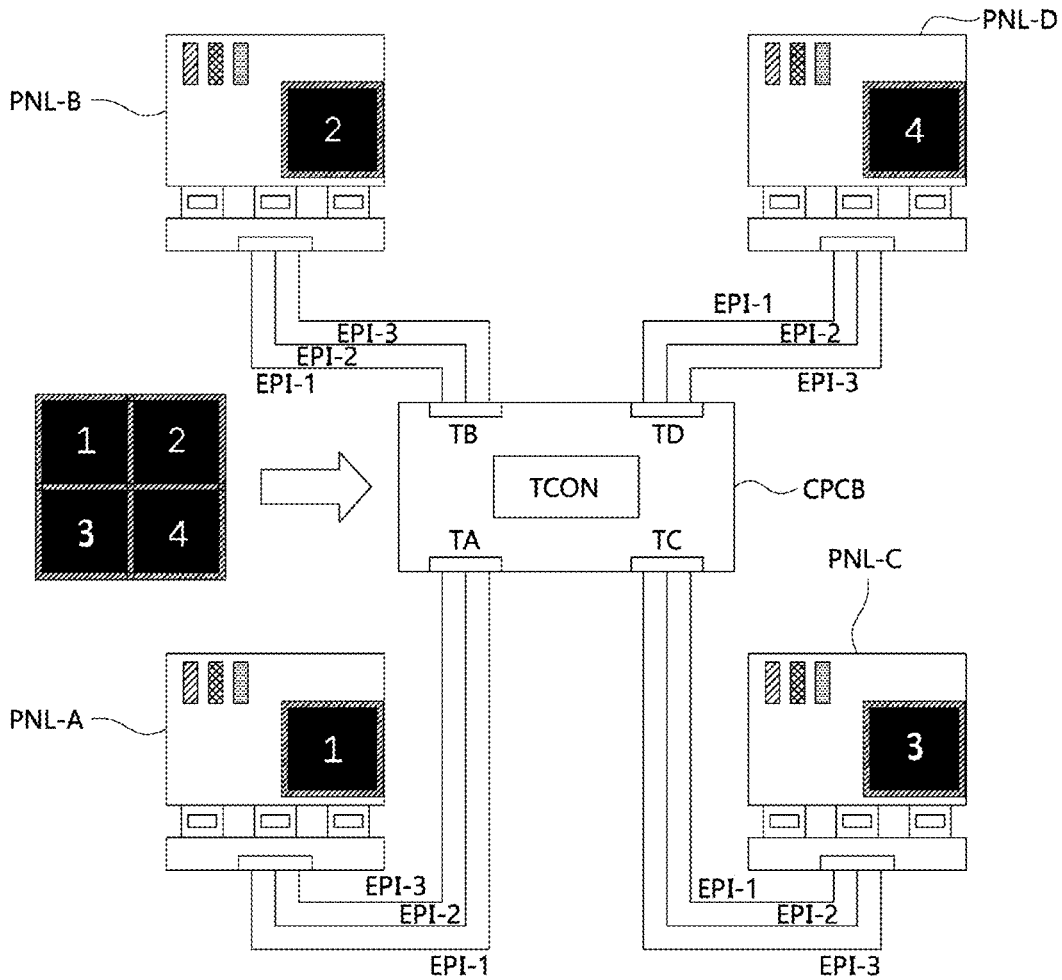 PNL-D
PNL-B
2
4
EPI-1
EPI-3
EPI-2
EPI-2
EPI-1
EPI-3
1 2
TB TD
TCON
CPCB
3 4
TA TC
PNL-C
PNL-A
1
3
EPI-3
EPI-1
EPI-2
EPI-2
EPI-1
EPI-3